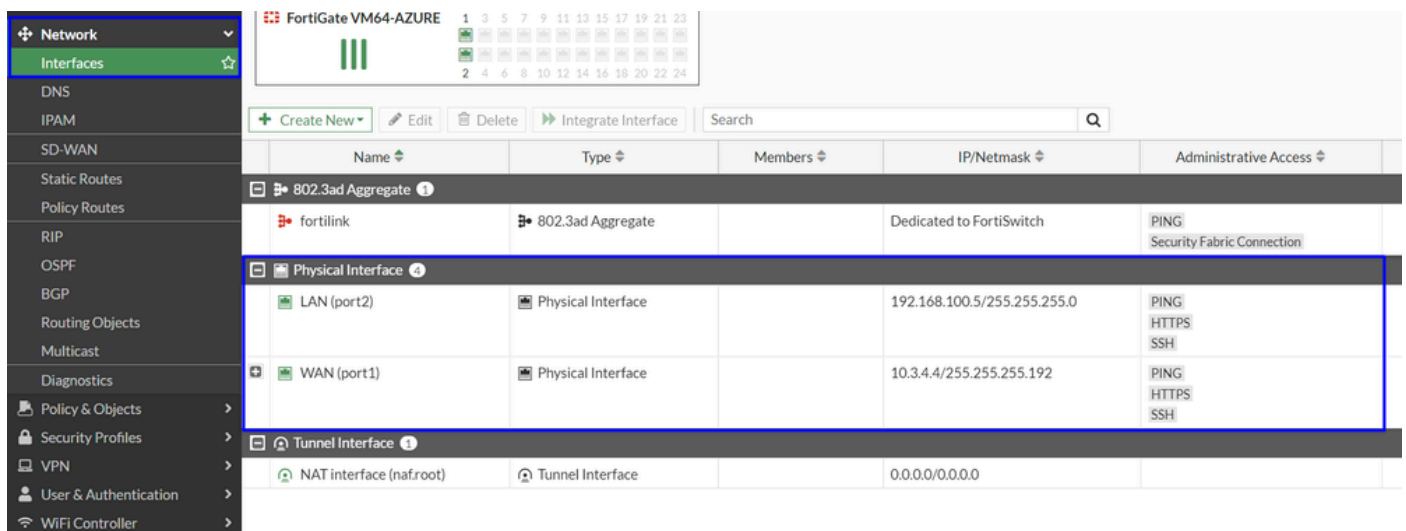 FortiGate VM64-AZURE 1 3 5 7 9 11 13 15 17 19 21 23
2 4 6 8 10 12 14 16 18 20 22 24
Network
Interfaces
DNS
IPAM
SD-WAN
Static Routes
Policy Routes
RIP
OSPF
BGP
Routing Objects
Multicast
Diagnostics
Policy & Objects
Security Profiles
VPN
User & Authentication
WiFi Controller
Create New Edit Delete Integrate Interface Search
Name Type Members IP/Netmask Administrative Access
802.3ad Aggregate 1
fortilink 802.3ad Aggregate Dedicated to FortiSwitch PING
Security Fabric Connection
Physical Interface 4
LAN (port2) Physical Interface 192.168.100.5/255.255.255.0 PING
HTTPS
SSH
WAN (port1) Physical Interface 10.3.4.4/255.255.255.192 PING
HTTPS
SSH
Tunnel Interface 1
NAT interface (naf.root) Tunnel Interface 0.0.0.0/0.0.0.0